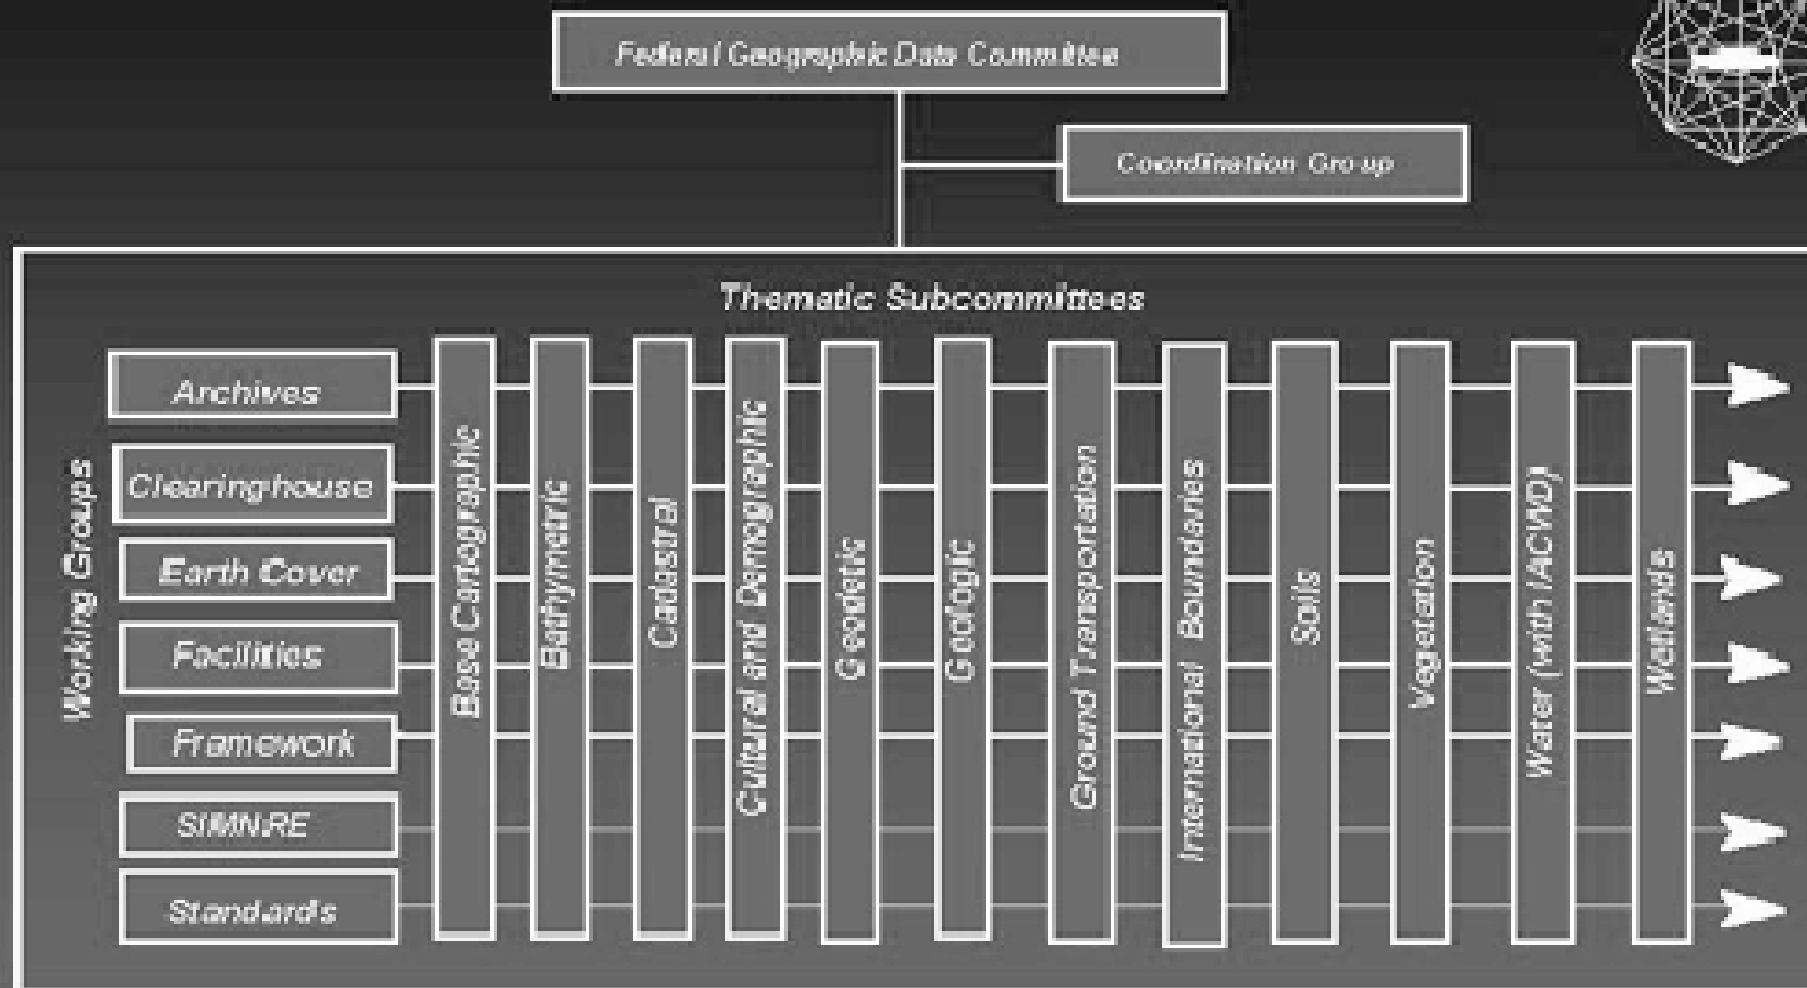 Federal Geographic Data Committee
Coordination Group
Thematic Subcommittees
Working Groups
Archives
Clearinghouse
Earth Cover
Facilities
Framework
SIMNRE
Standards
Base Cartographic
Bathymetric
Cadastral
Cultural and Demographic
Geodetic
Geologic
Ground Transportation
International Boundaries
Soils
Vegetation
Water (with IACWD)
Wetlands